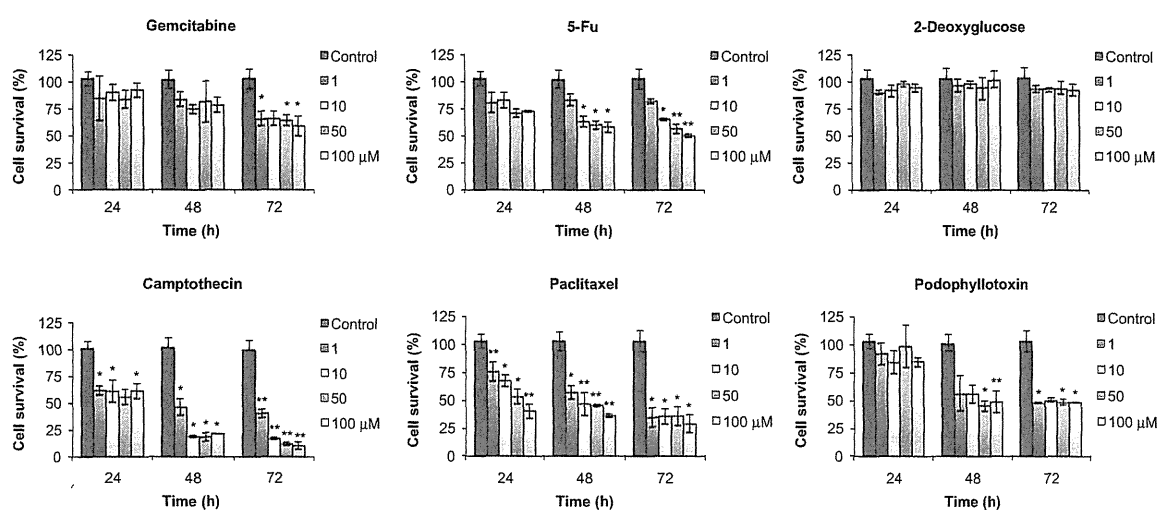 Gemcitabine
Cell survival (%)
125
100
75
50
25
0
24 48 72
Time (h)
* * *
Control
1
10
50
100 µM
5-Fu
Cell survival (%)
125
100
75
50
25
0
24 48 72
Time (h)
* * * * ** **
Control
1
10
50
100 µM
2-Deoxyglucose
Cell survival (%)
125
100
75
50
25
0
24 48 72
Time (h)
Control
1
10
50
100 µM
Camptothecin
Cell survival (%)
125
100
75
50
25
0
24 48 72
Time (h)
* * * * * * * ** ** ** **
Control
1
10
50
100 µM
Paclitaxel
Cell survival (%)
125
100
75
50
25
0
24 48 72
Time (h)
** * * ** * ** ** ** * * * *
Control
1
10
50
100 µM
Podophyllotoxin
Cell survival (%)
125
100
75
50
25
0
24 48 72
Time (h)
* ** * * *
Control
1
10
50
100 µM